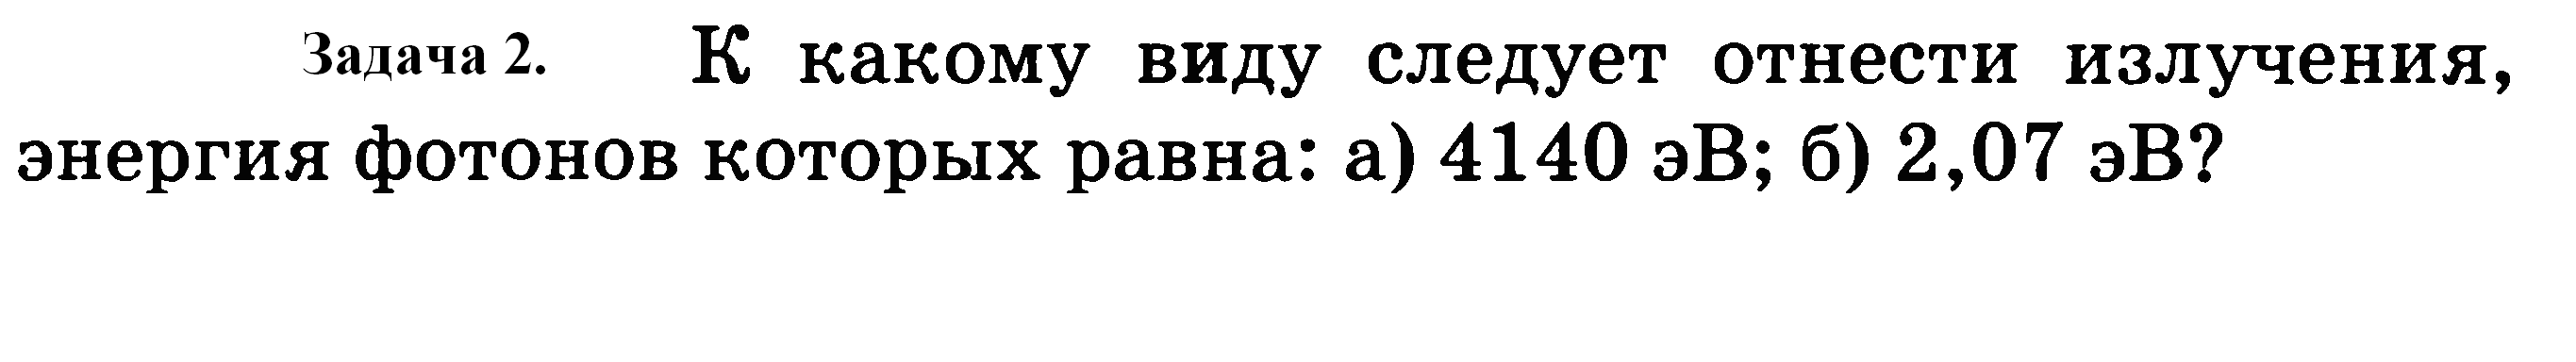 Задача 2. К какому виду следует отнести излучения,
энергия фотонов которых равна: а) 4140 эВ; б) 2,07 эВ?